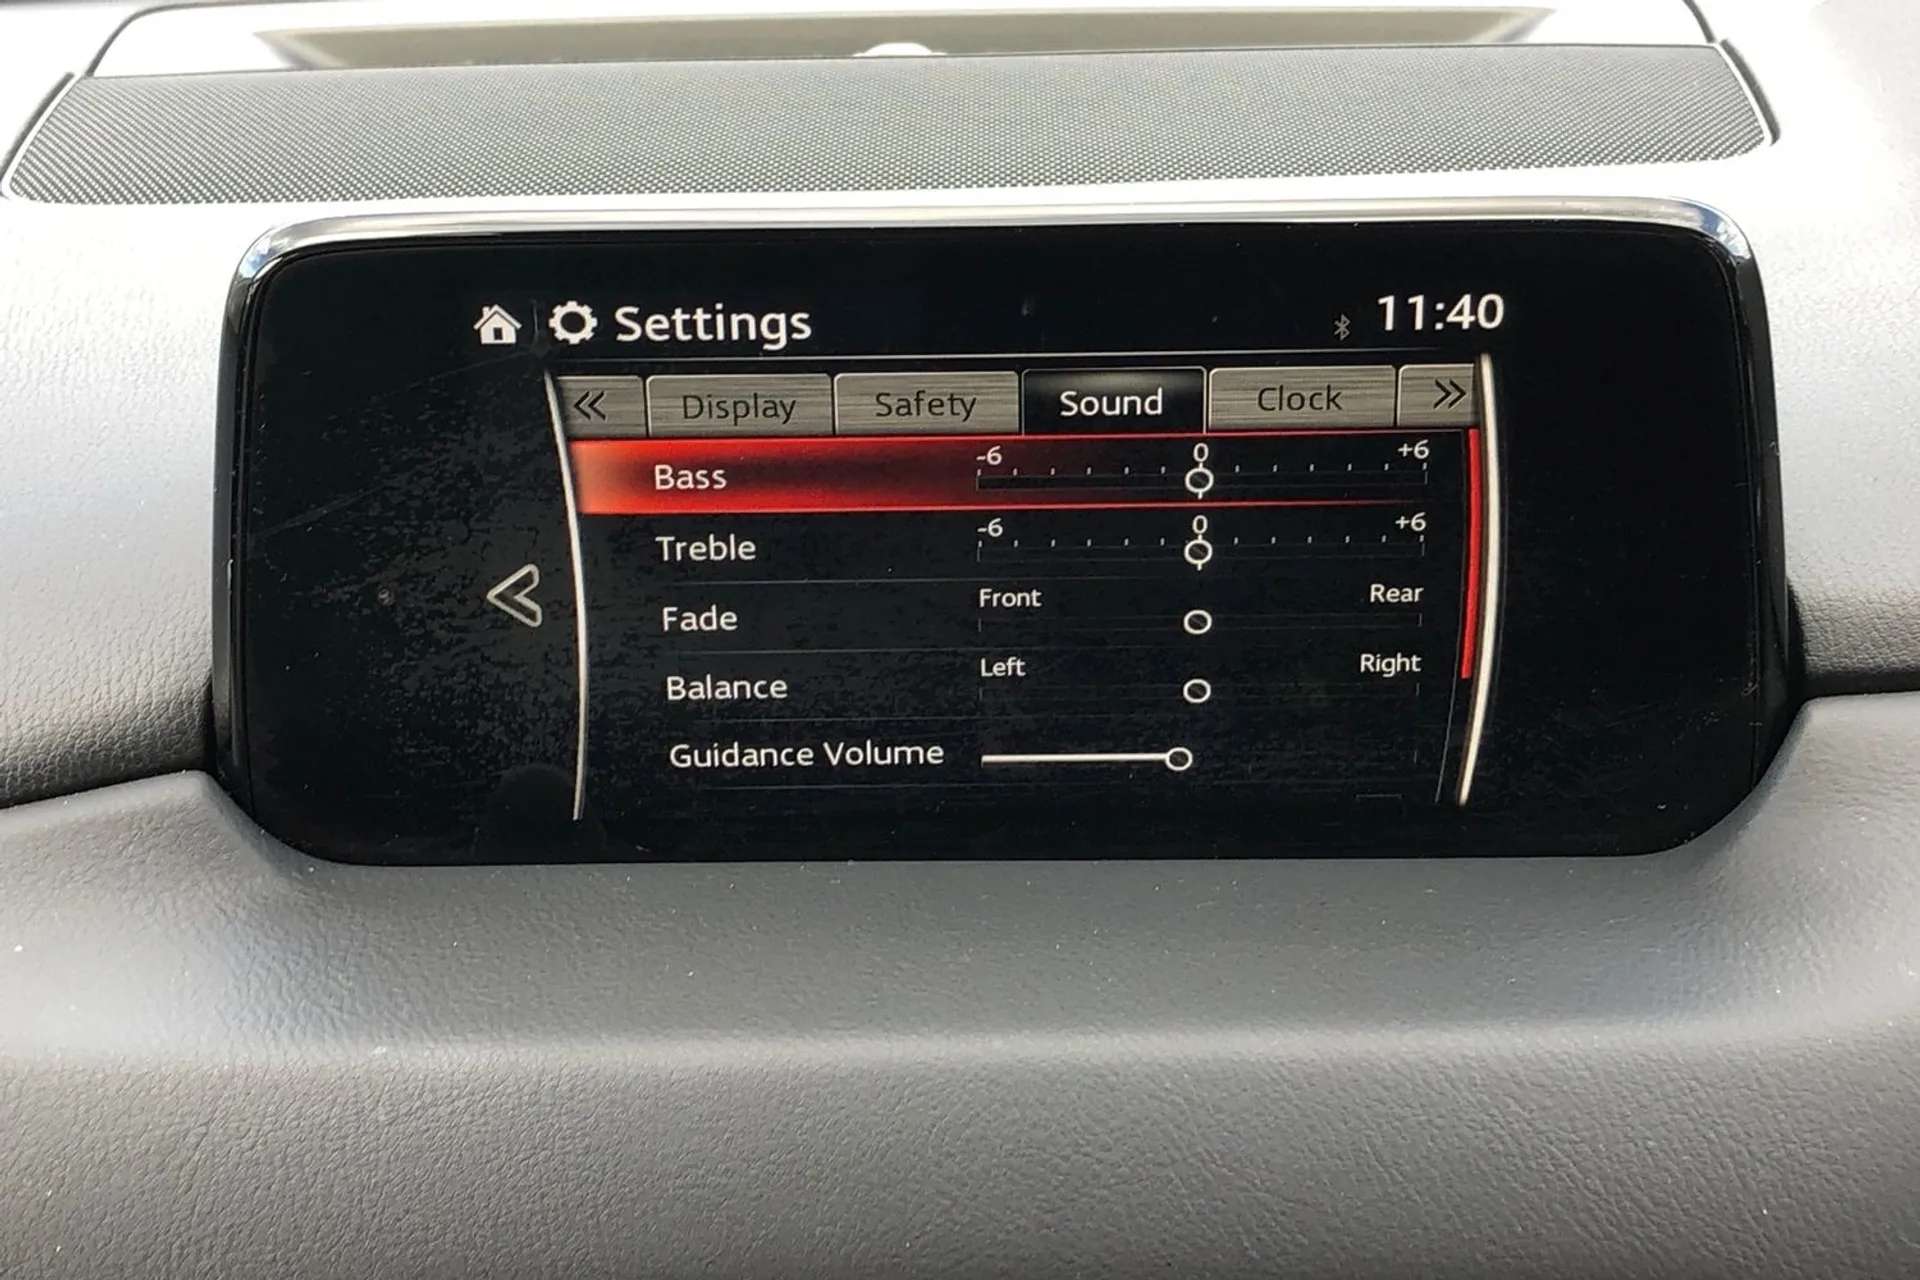 Settings 11:40
« Display Safety Sound Clock »
Bass -6 0 +6
Treble -6 0 +6
Fade Front Rear
Balance Left Right
Guidance Volume